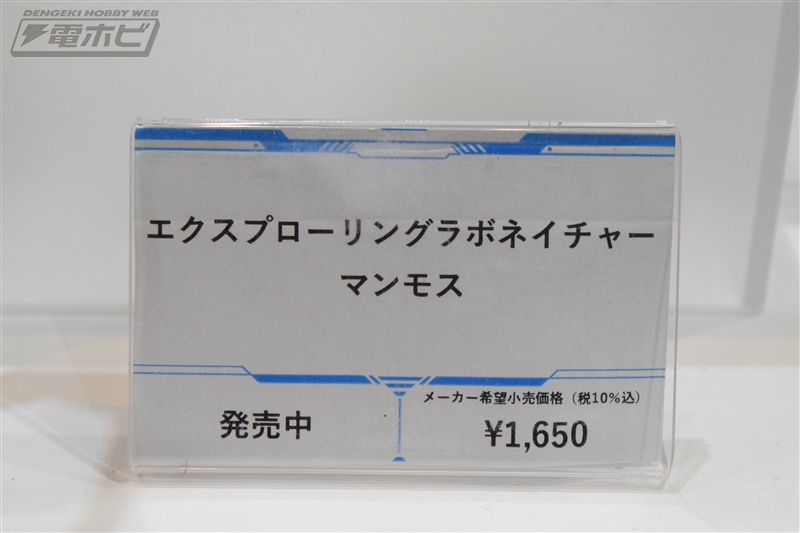 DENGEKI HOBBY WEB
電ホビ
エクスプローリングラボネイチャー
マンモス
発売中
メーカー希望小売価格（税10%込）
¥1,650